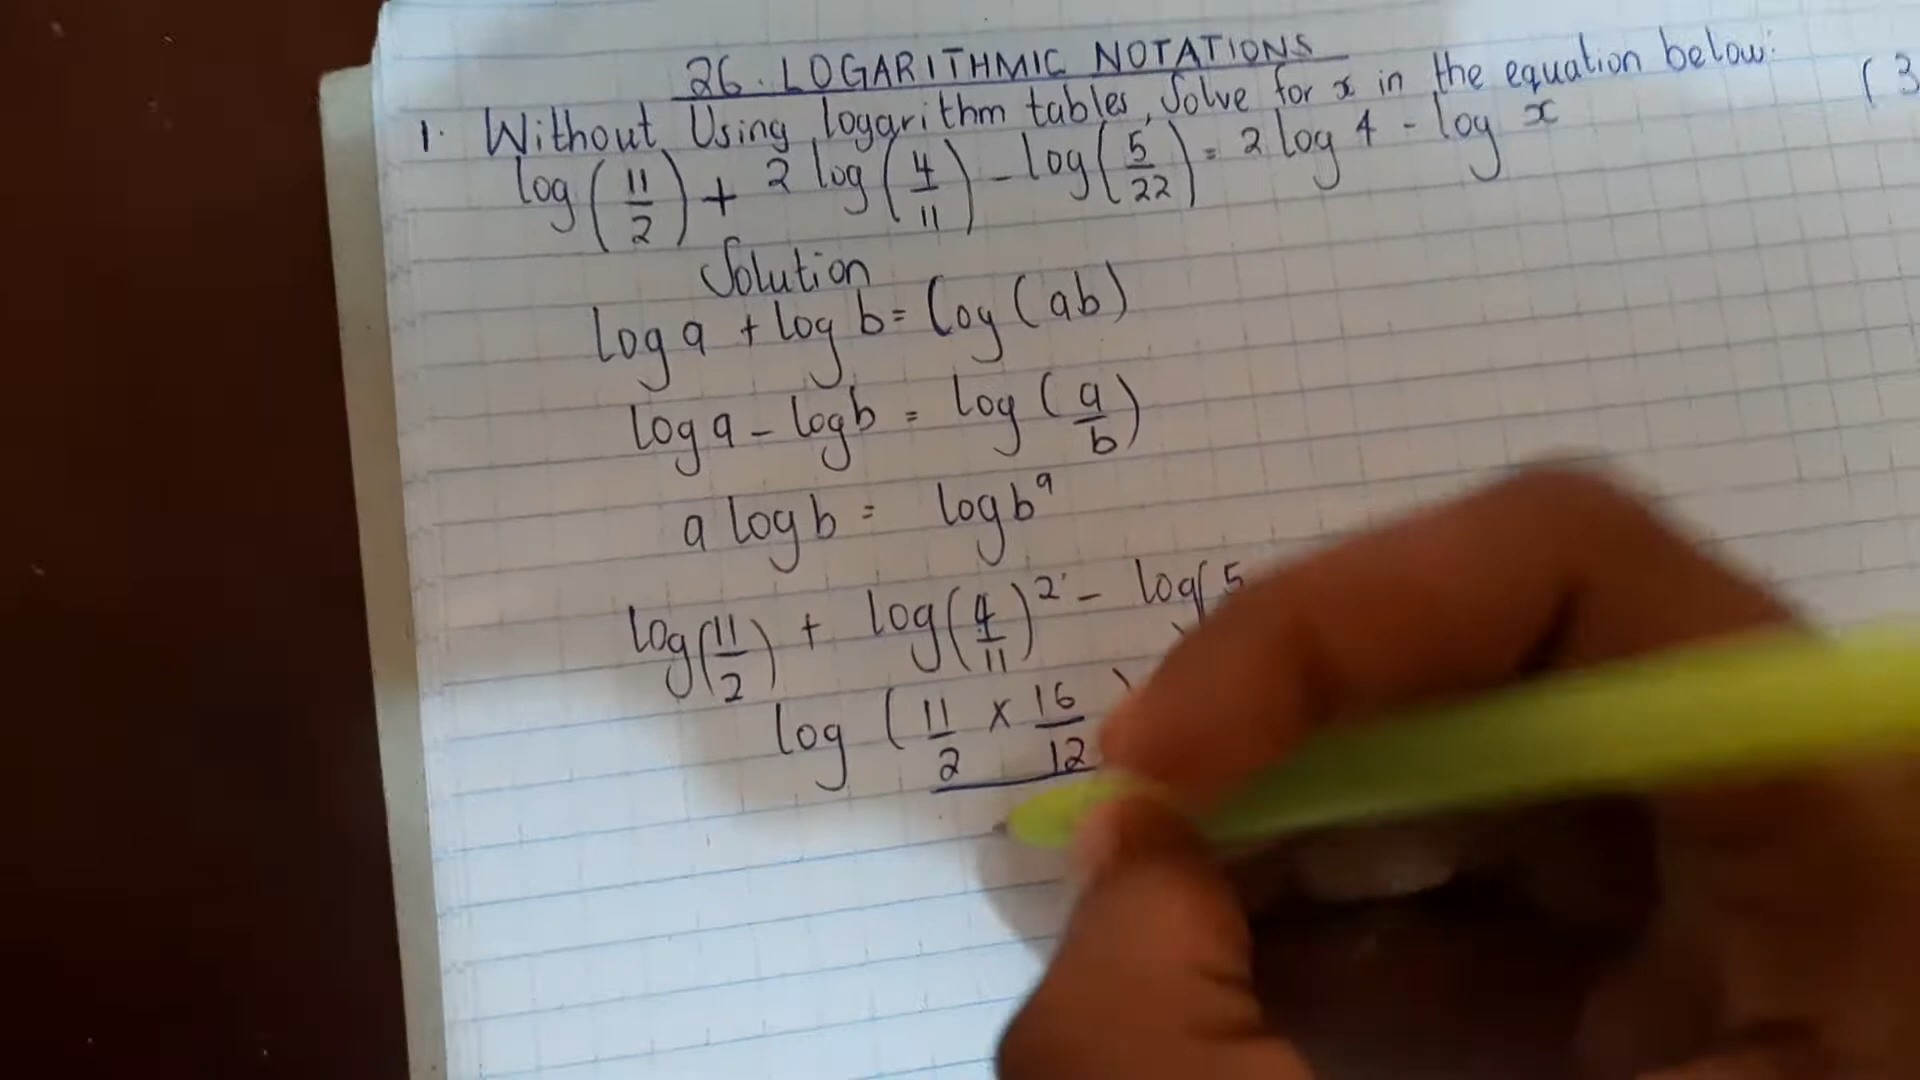 26. LOGARITHMIC NOTATIONS
1. Without Using logarithm tables, Solve for x in the equation below: (3
log(11/2) + 2 log(4/11) - log(5/22) = 2 log 4 - log x
Solution
log a + log b = log (ab)
log a - log b = log (a/b)
a log b = log b^a
log(11/2) + log(4/11)^2 - log(5
log (11/2 x 16/12